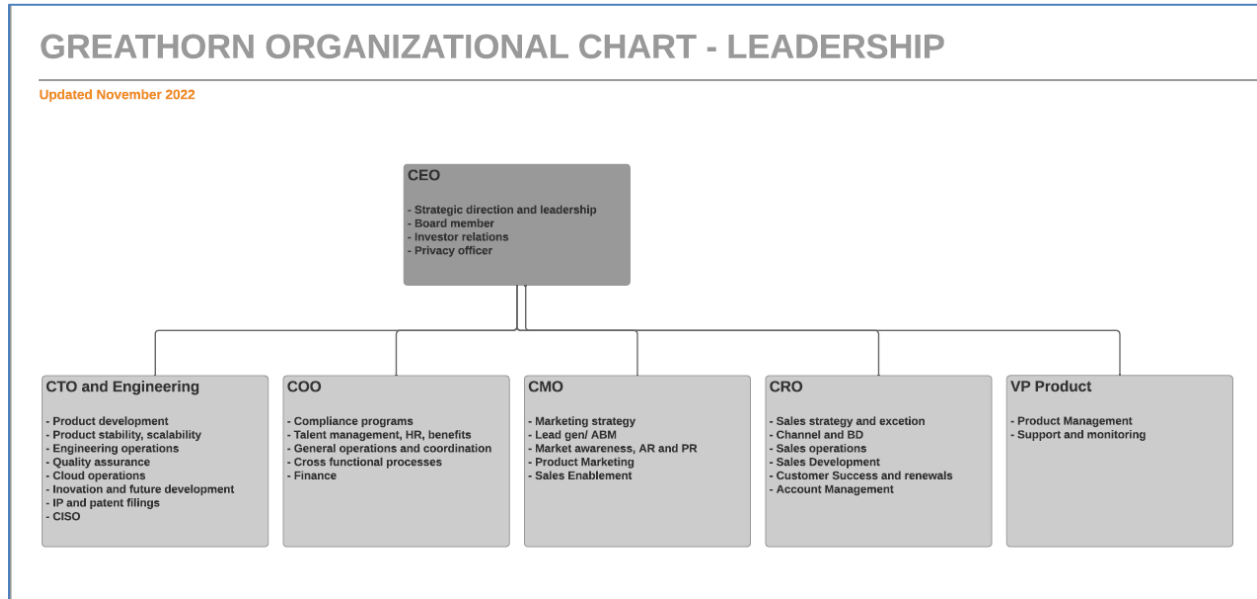 GREATHORN ORGANIZATIONAL CHART - LEADERSHIP
Updated November 2022
CEO
- Strategic direction and leadership
- Board member
- Investor relations
- Privacy officer
CTO and Engineering
- Product development
- Product stability, scalability
- Engineering operations
- Quality assurance
- Cloud operations
- Inovation and future development
- IP and patent filings
- CISO
COO
- Compliance programs
- Talent management, HR, benefits
- General operations and coordination
- Cross functional processes
- Finance
CMO
- Marketing strategy
- Lead gen/ ABM
- Market awareness, AR and PR
- Product Marketing
- Sales Enablement
CRO
- Sales strategy and excetion
- Channel and BD
- Sales operations
- Sales Development
- Customer Success and renewals
- Account Management
VP Product
- Product Management
- Support and monitoring